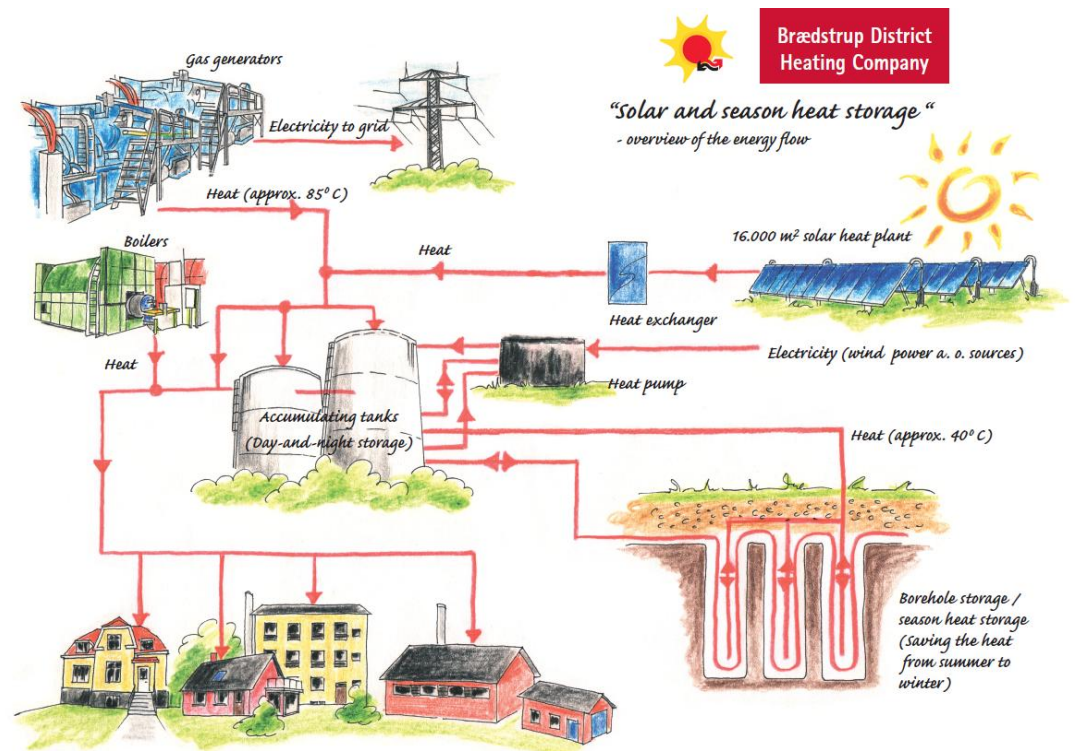 Brædstrup District
Heating Company
"Solar and season heat storage"
- overview of the energy flow
Gas generators
Electricity to grid
Heat (approx. 85° C)
Boilers
Heat
Heat
16.000 m² solar heat plant
Heat exchanger
Electricity (wind power a. o. sources)
Heat pump
Accumulating tanks
(Day-and-night storage)
Heat (approx. 40° C)
Borehole storage /
season heat storage
(Saving the heat
from summer to
winter)